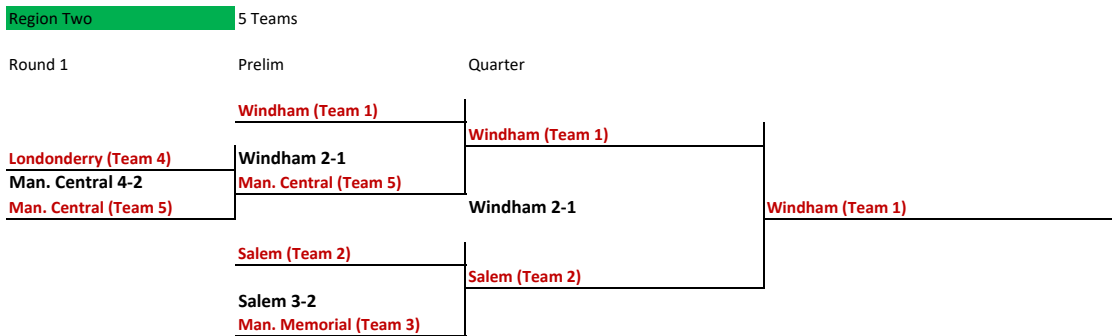 Region Two 5 Teams
Round 1 Prelim Quarter
Windham (Team 1)
Windham (Team 1)
Londonderry (Team 4) Windham 2-1
Man. Central 4-2 Man. Central (Team 5)
Man. Central (Team 5) Windham 2-1 Windham (Team 1)
Salem (Team 2)
Salem (Team 2)
Salem 3-2
Man. Memorial (Team 3)